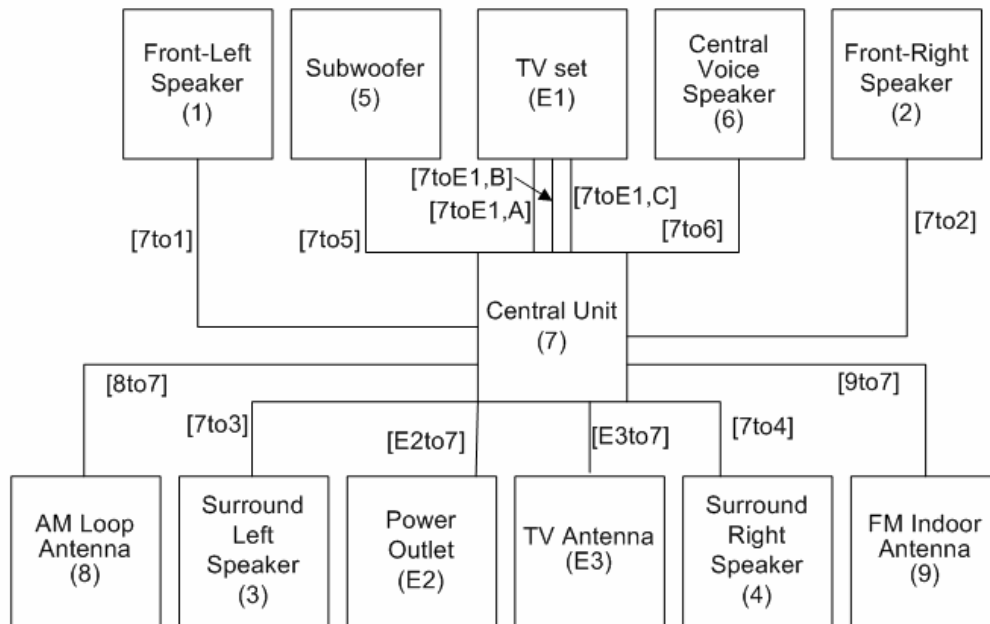 Front-Left
Speaker
(1)
Subwoofer
(5)
TV set
(E1)
Central
Voice
Speaker
(6)
Front-Right
Speaker
(2)
[7toE1,B]
[7toE1,A]
[7toE1,C]
[7to1]
[7to5]
[7to6]
[7to2]
Central Unit
(7)
[8to7]
[9to7]
[7to3]
[E2to7]
[E3to7]
[7to4]
AM Loop
Antenna
(8)
Surround
Left
Speaker
(3)
Power
Outlet
(E2)
TV Antenna
(E3)
Surround
Right
Speaker
(4)
FM Indoor
Antenna
(9)